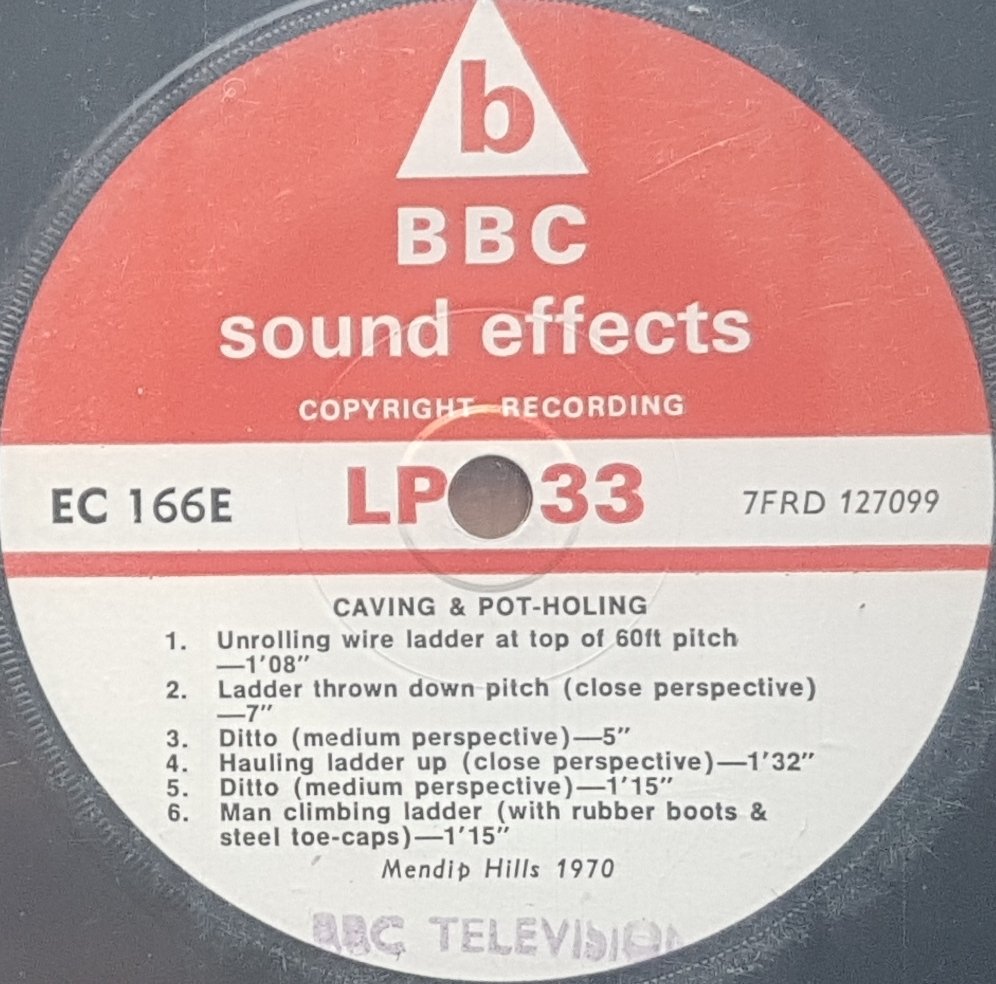 b
BBC
sound effects
COPYRIGHT RECORDING
EC 166E LP 33 7FRD 127099
CAVING & POT-HOLING
1. Unrolling wire ladder at top of 60ft pitch
—1'08"
2. Ladder thrown down pitch (close perspective)
—7"
3. Ditto (medium perspective)—5"
4. Hauling ladder up (close perspective)—1'32"
5. Ditto (medium perspective)—1'15"
6. Man climbing ladder (with rubber boots &
steel toe-caps)—1'15"
Mendip Hills 1970
BBC TELEVISION